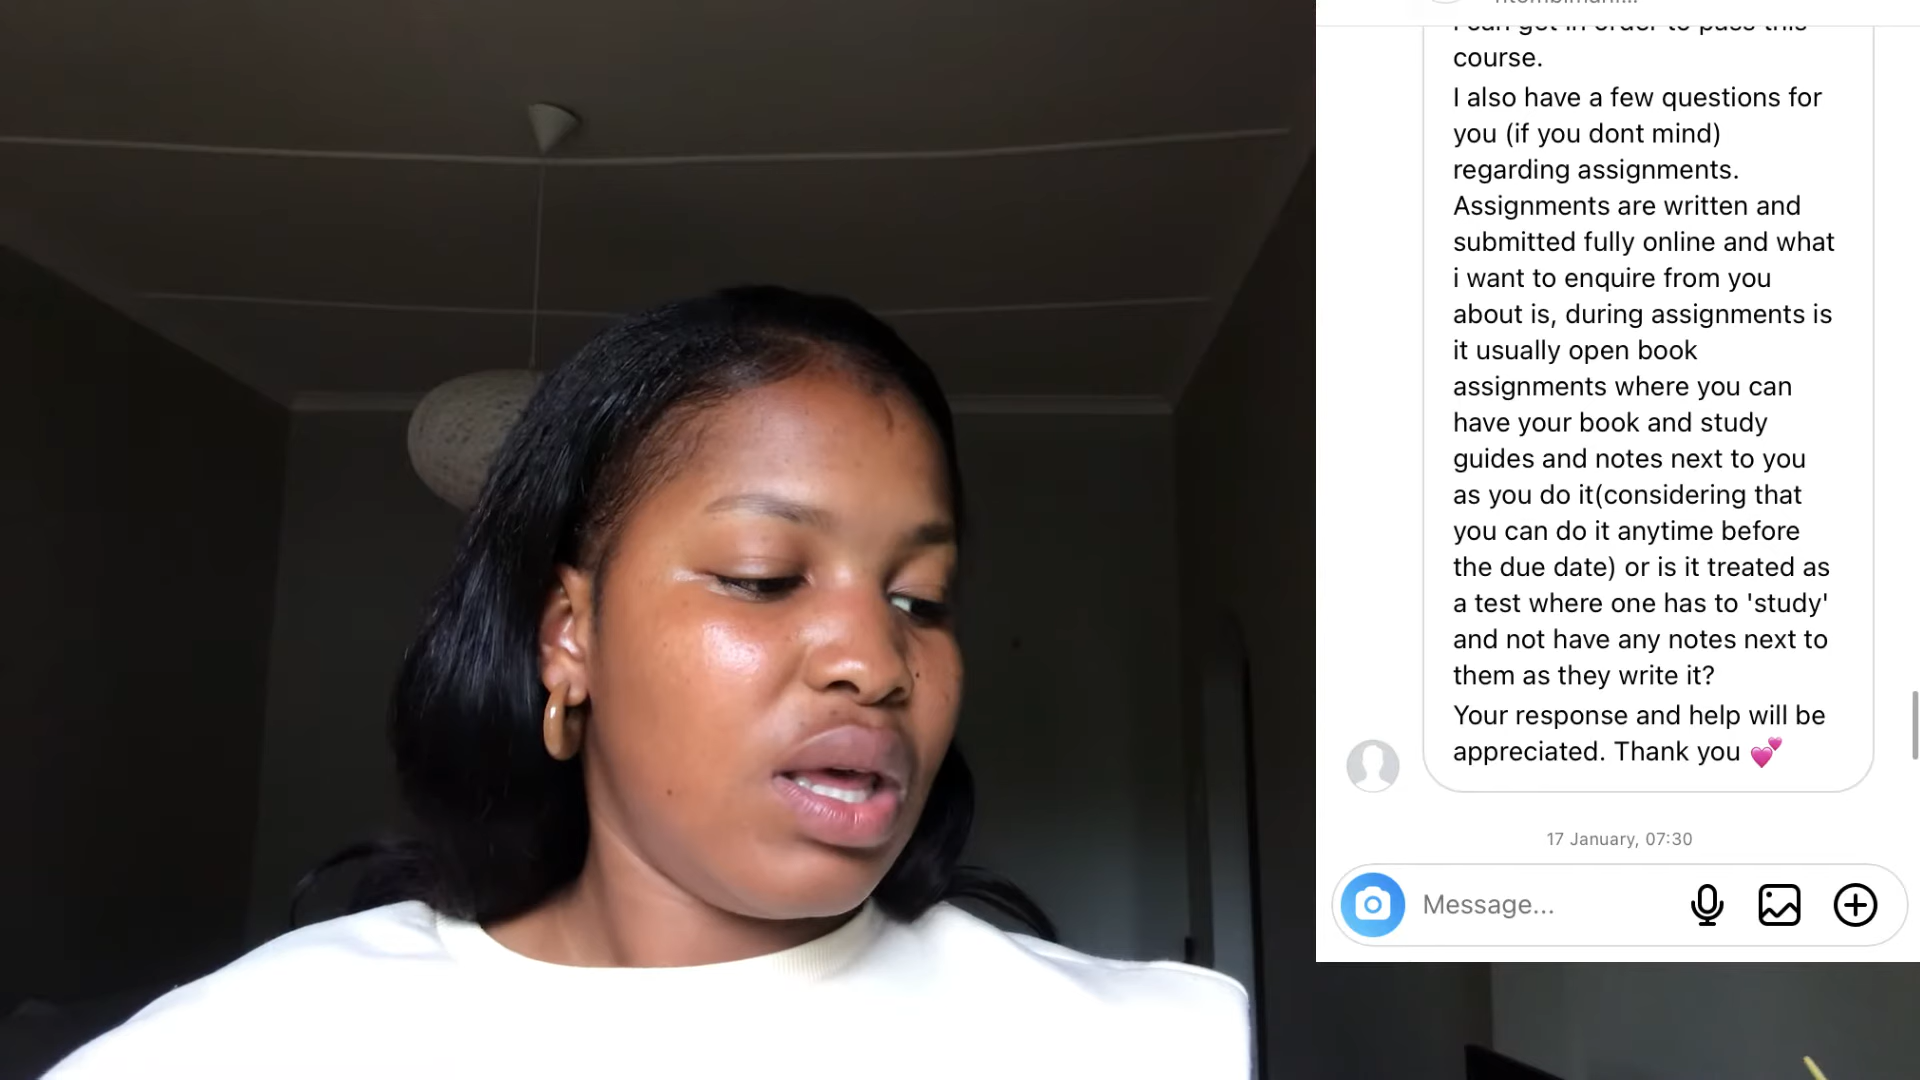 course.
I also have a few questions for
you (if you dont mind)
regarding assignments.
Assignments are written and
submitted fully online and what
i want to enquire from you
about is, during assignments is
it usually open book
assignments where you can
have your book and study
guides and notes next to you
as you do it(considering that
you can do it anytime before
the due date) or is it treated as
a test where one has to 'study'
and not have any notes next to
them as they write it?
Your response and help will be
appreciated. Thank you 💕
17 January, 07:30
Message...